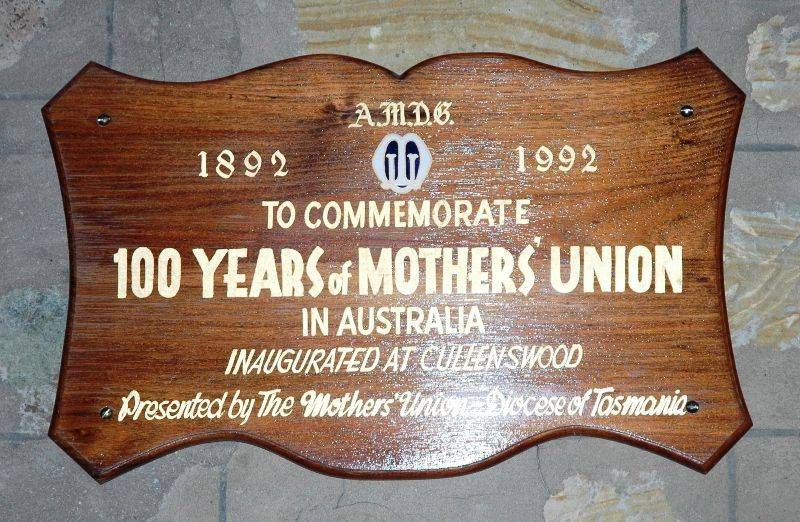 A.M.D.G.
1892 1992
TO COMMEMORATE
100 YEARS of MOTHERS' UNION
IN AUSTRALIA
INAUGURATED AT CULLENSWOOD
Presented by The Mothers' Union - Diocese of Tasmania